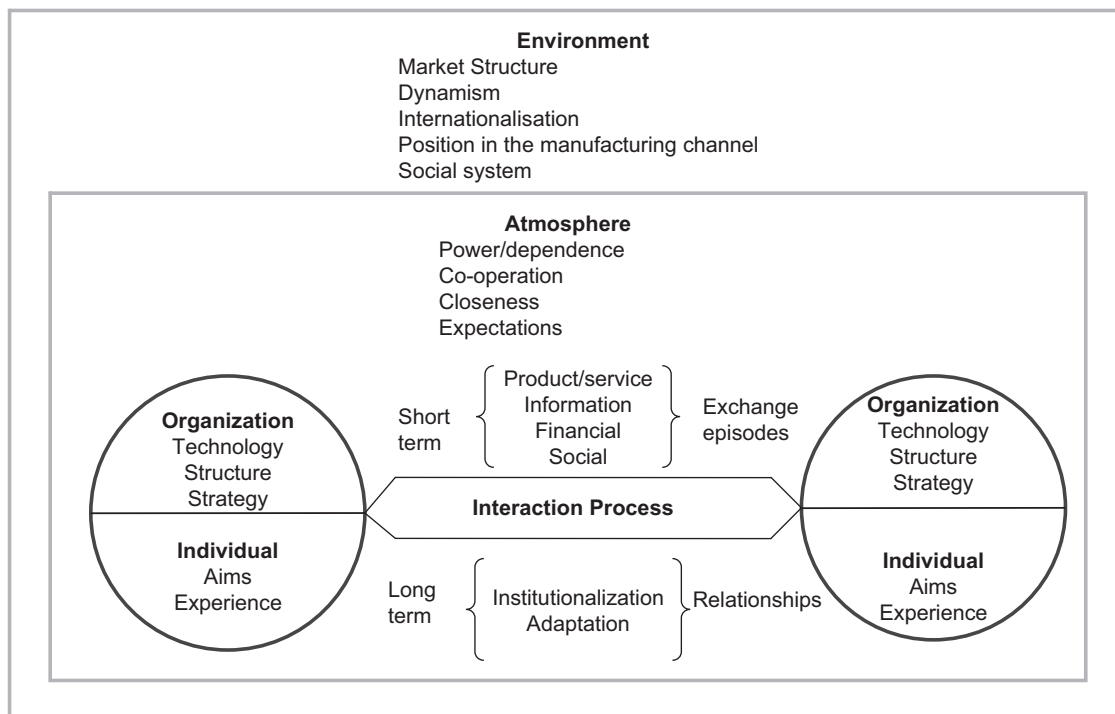 Environment
Market Structure
Dynamism
Internationalisation
Position in the manufacturing channel
Social system
Atmosphere
Power/dependence
Co-operation
Closeness
Expectations
Organization
Technology
Structure
Strategy
Individual
Aims
Experience
Short
term
Product/service
Information
Financial
Social
Exchange
episodes
Interaction Process
Long
term
Institutionalization
Adaptation
Relationships
Organization
Technology
Structure
Strategy
Individual
Aims
Experience